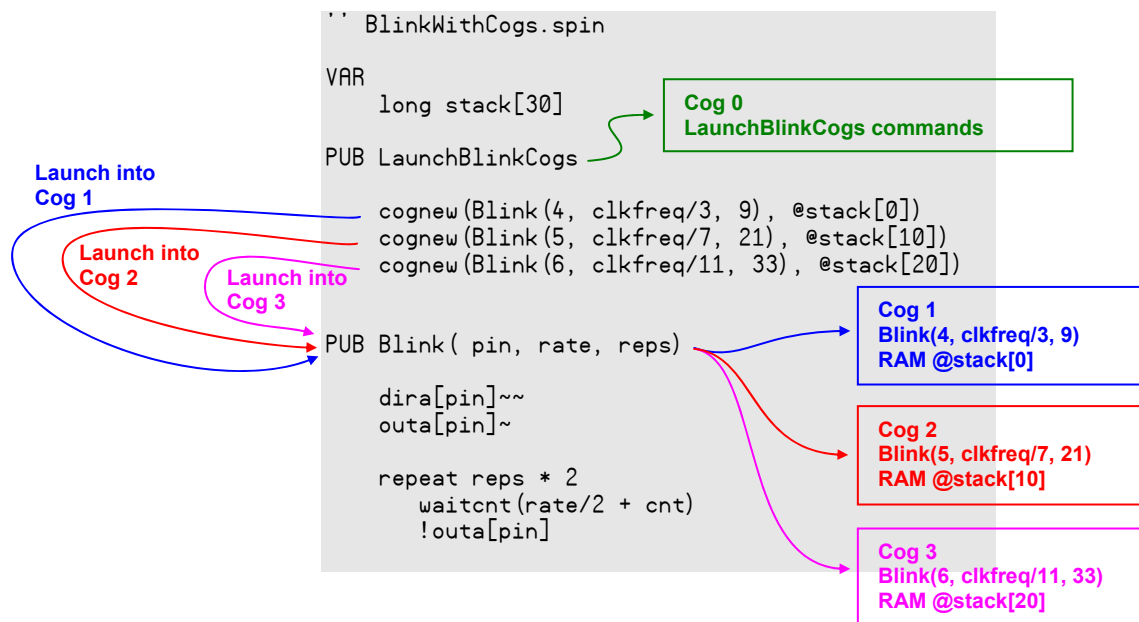 '' BlinkWithCogs.spin
VAR
long stack[30]
PUB LaunchBlinkCogs
Cog 0
LaunchBlinkCogs commands
Launch into
Cog 1
cognew(Blink(4, clkfreq/3, 9), @stack[0])
cognew(Blink(5, clkfreq/7, 21), @stack[10])
cognew(Blink(6, clkfreq/11, 33), @stack[20])
Launch into
Cog 2
Launch into
Cog 3
PUB Blink( pin, rate, reps)
dira[pin]~~
outa[pin]~
repeat reps * 2
waitcnt(rate/2 + cnt)
!outa[pin]
Cog 1
Blink(4, clkfreq/3, 9)
RAM @stack[0]
Cog 2
Blink(5, clkfreq/7, 21)
RAM @stack[10]
Cog 3
Blink(6, clkfreq/11, 33)
RAM @stack[20]